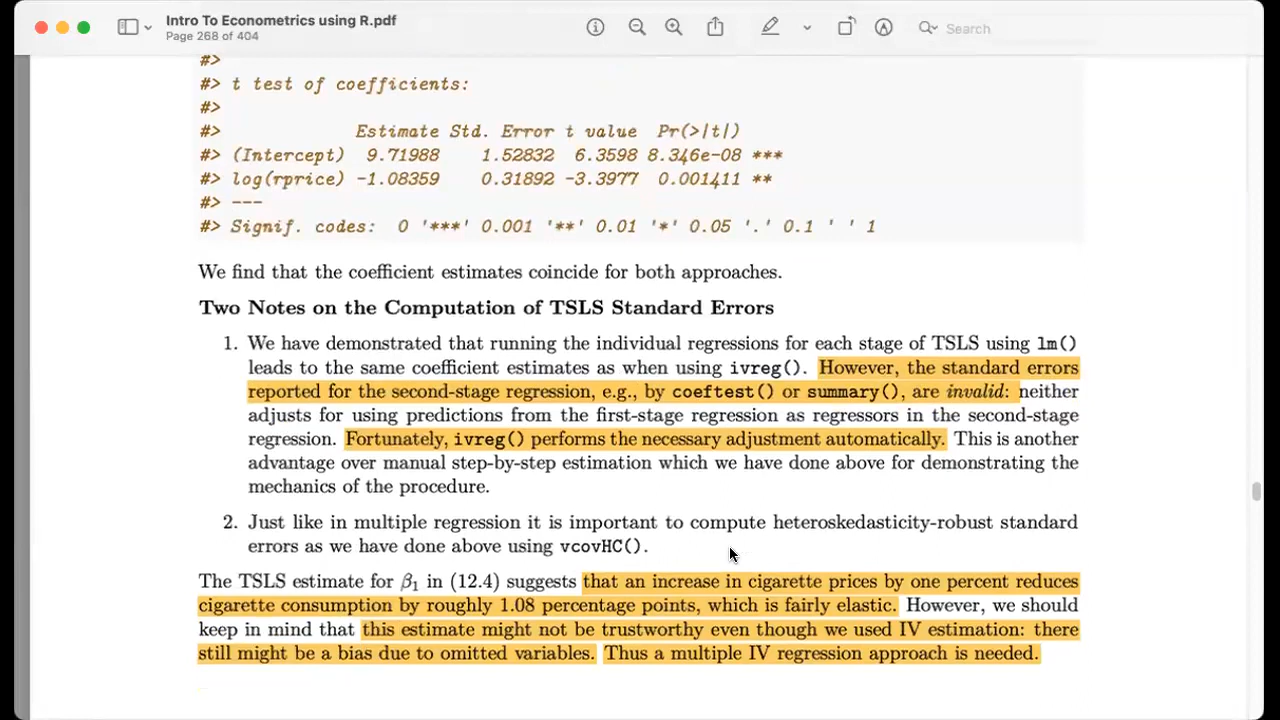 Intro To Econometrics using R.pdf
Page 268 of 404
Search
#>
#> t test of coefficients:
#>
#> Estimate Std. Error t value Pr(>|t|)
#> (Intercept) 9.71988 1.52832 6.3598 8.346e-08 ***
#> log(rprice) -1.08359 0.31892 -3.3977 0.001411 **
#> ---
#> Signif. codes: 0 '***' 0.001 '**' 0.01 '*' 0.05 '.' 0.1 ' ' 1
We find that the coefficient estimates coincide for both approaches.
Two Notes on the Computation of TSLS Standard Errors
1. We have demonstrated that running the individual regressions for each stage of TSLS using lm()
leads to the same coefficient estimates as when using ivreg(). However, the standard errors
reported for the second-stage regression, e.g., by coeftest() or summary(), are invalid: neither
adjusts for using predictions from the first-stage regression as regressors in the second-stage
regression. Fortunately, ivreg() performs the necessary adjustment automatically. This is another
advantage over manual step-by-step estimation which we have done above for demonstrating the
mechanics of the procedure.
2. Just like in multiple regression it is important to compute heteroskedasticity-robust standard
errors as we have done above using vcovHC().
The TSLS estimate for β1 in (12.4) suggests that an increase in cigarette prices by one percent reduces
cigarette consumption by roughly 1.08 percentage points, which is fairly elastic. However, we should
keep in mind that this estimate might not be trustworthy even though we used IV estimation: there
still might be a bias due to omitted variables. Thus a multiple IV regression approach is needed.